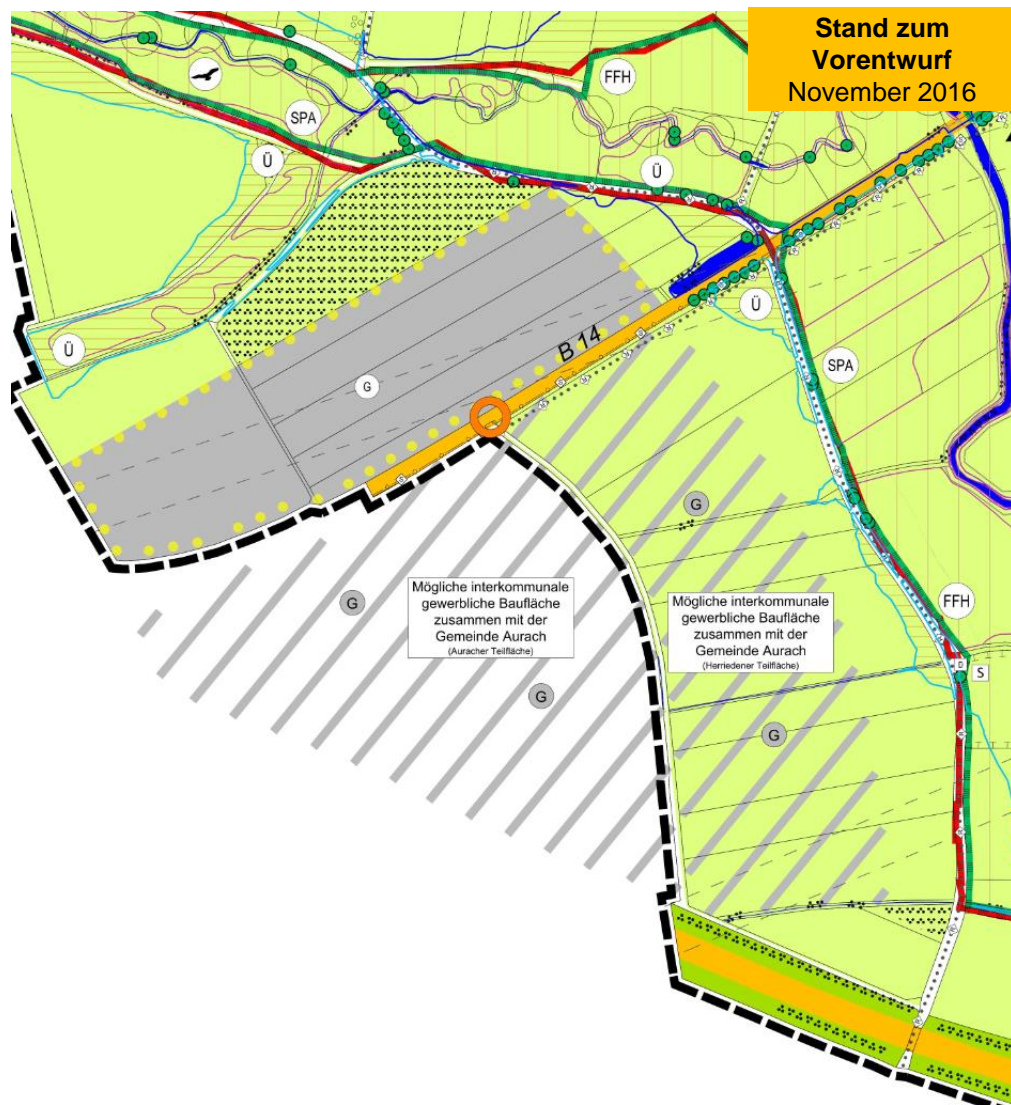 Stand zum
Vorentwurf
November 2016
FFH
SPA
Ü
Ü
Ü
Ü
SPA
B 14
G
G
G
Mögliche interkommunale
gewerbliche Baufläche
zusammen mit der
Gemeinde Aurach
(Auracher Teilfläche)
Mögliche interkommunale
gewerbliche Baufläche
zusammen mit der
Gemeinde Aurach
(Herriedener Teilfläche)
FFH
D
S
G
G